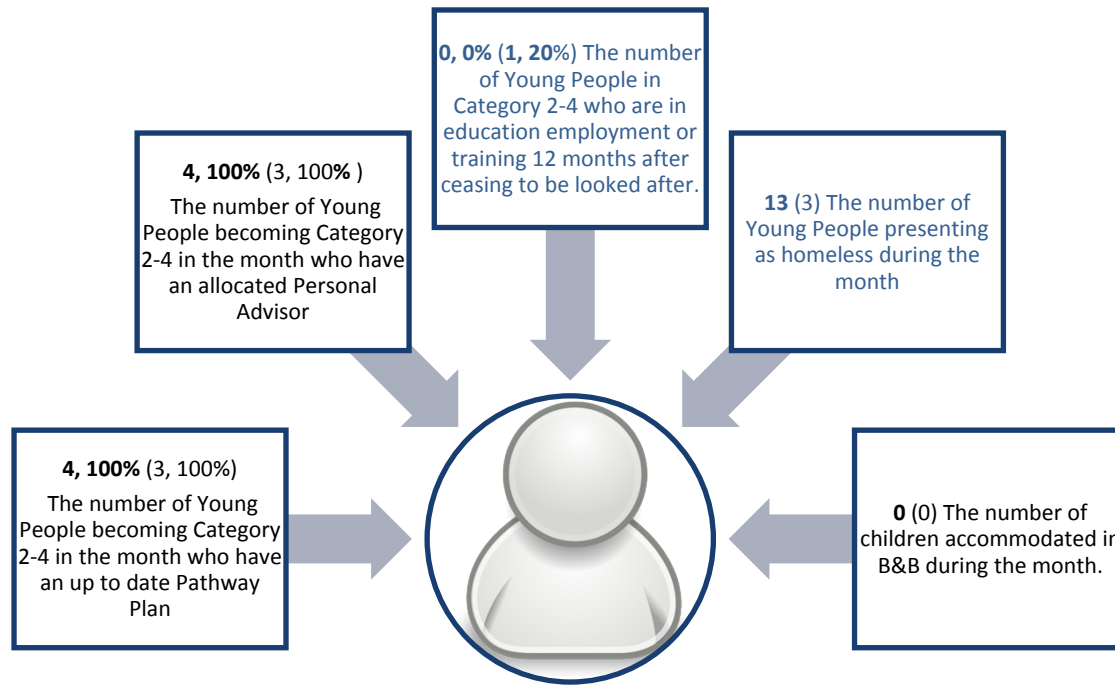 0, 0% (1, 20%) The number
of Young People in
Category 2-4 who are in
education employment or
training 12 months after
ceasing to be looked after.
4, 100% (3, 100% )
The number of Young
People becoming Category
2-4 in the month who have
an allocated Personal
Advisor
13 (3) The number of
Young People presenting
as homeless during the
month
4, 100% (3, 100%)
The number of Young
People becoming Category
2-4 in the month who have
an up to date Pathway
Plan
0 (0) The number of
children accommodated in
B&B during the month.